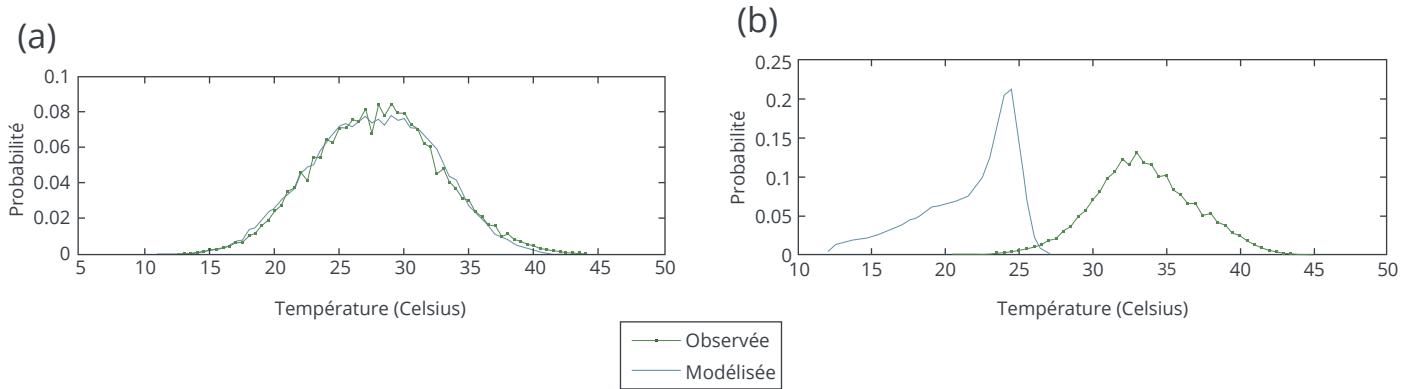 (a)
Probabilité
0.1
0.08
0.06
0.04
0.02
0
5 10 15 20 25 30 35 40 45 50
Température (Celsius)
(b)
Probabilité
0.25
0.2
0.15
0.1
0.05
0
10 15 20 25 30 35 40 45 50
Température (Celsius)
Observée
Modélisée